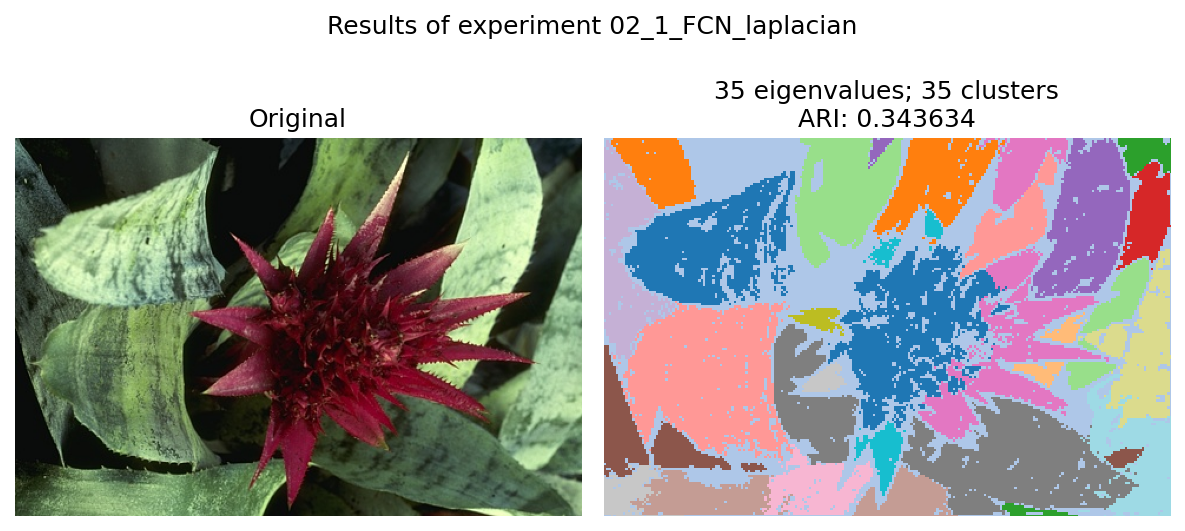 Results of experiment 02_1_FCN_laplacian
Original
35 eigenvalues; 35 clusters
ARI: 0.343634